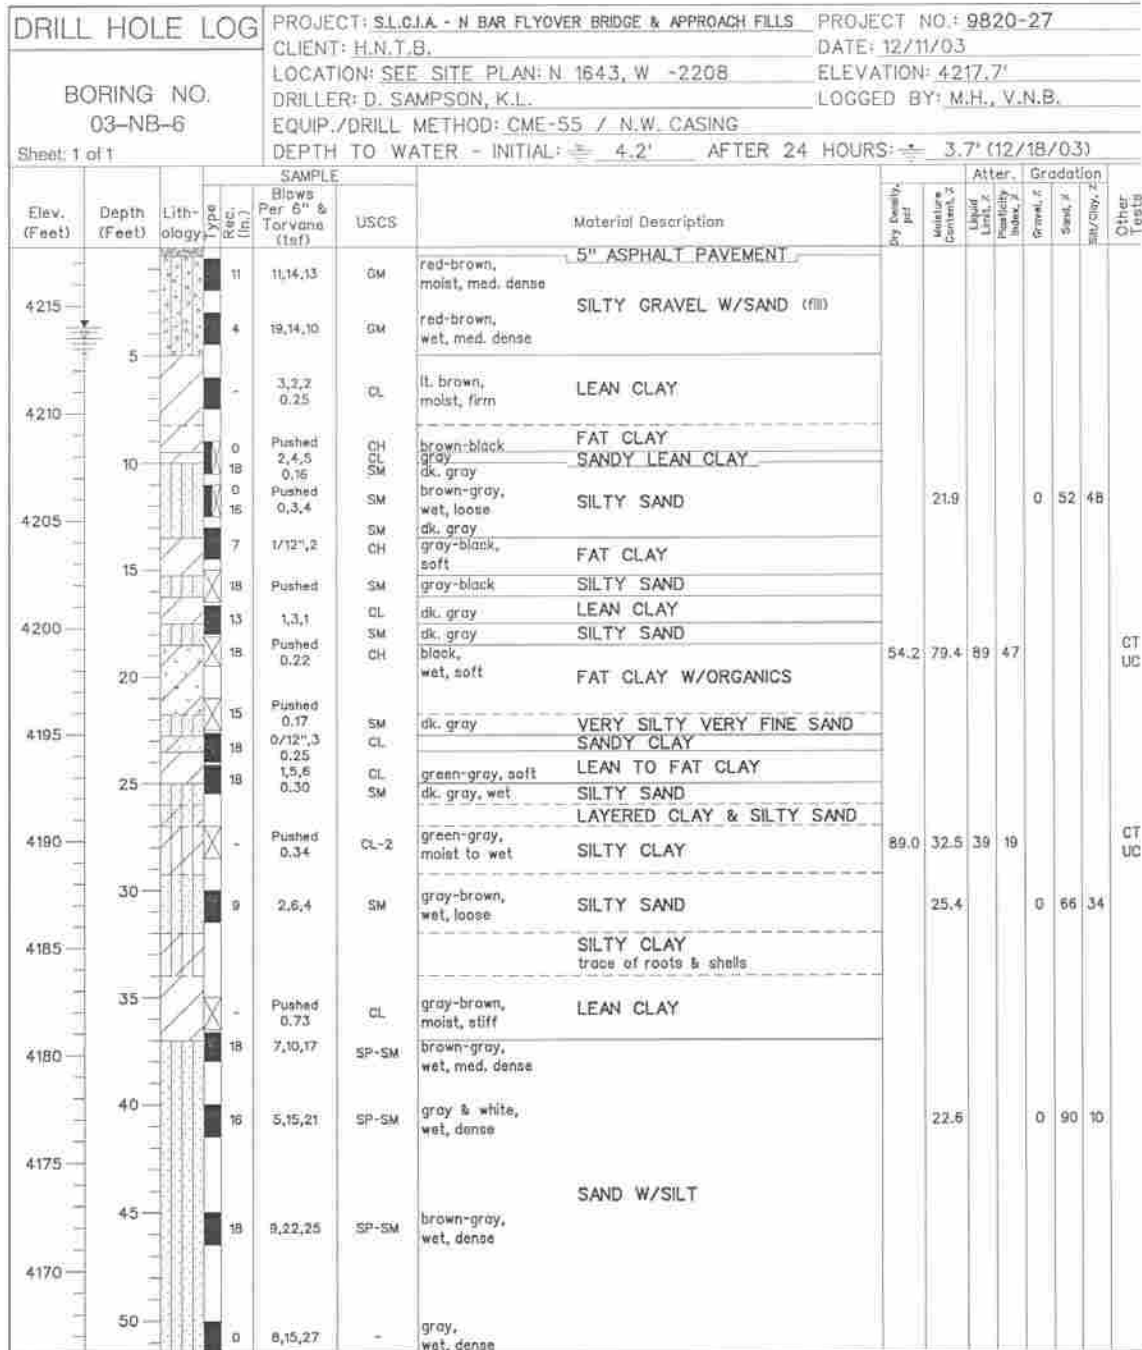 DRILL HOLE LOG
BORING NO.
03-NB-6
Sheet: 1 of 1
PROJECT: S.L.C.I.A. - N BAR FLYOVER BRIDGE & APPROACH FILLS PROJECT NO.: 9820-27
CLIENT: H.N.T.B. DATE: 12/11/03
LOCATION: SEE SITE PLAN: N 1643, W -2208 ELEVATION: 4217.7'
DRILLER: D. SAMPSON, K.L. LOGGED BY: M.H., V.N.B.
EQUIP./DRILL METHOD: CME-55 / N.W. CASING
DEPTH TO WATER - INITIAL: 4.2' AFTER 24 HOURS: 3.7' (12/18/03)
SAMPLE Atter. Gradation
Elev. (Feet) Depth (Feet) Lith-ology Type Rec. (In.) Blows Per 6" & Torvane (tsf) USCS Material Description Dry Density, pcf Moisture Content, % Liquid Limit, % Plasticity Index, % Gravel, % Sand, % Silt/Clay, % Other Tests
5" ASPHALT PAVEMENT
11 11,14,13 GM red-brown,
moist, med. dense
4215 SILTY GRAVEL W/SAND (fill)
4 19,14,10 GM red-brown,
wet, med. dense
5
- 3,2,2 CL lt. brown, LEAN CLAY
0.25 moist, firm
4210
0 Pushed CH brown-black FAT CLAY
10 2,4,5 CL gray SANDY LEAN CLAY
18 0.16 SM dk. gray
0 Pushed SM brown-gray, SILTY SAND 21.9 0 52 48
16 0,3,4 wet, loose
4205 SM dk. gray
7 1/12",2 CH gray-black, FAT CLAY
soft
15
18 Pushed SM gray-black SILTY SAND
13 1,3,1 CL dk. gray LEAN CLAY
4200 SM dk. gray SILTY SAND
18 Pushed CH black, 54.2 79.4 89 47 CT
0.22 wet, soft UC
20 FAT CLAY W/ORGANICS
15 Pushed
0.17 SM dk. gray VERY SILTY VERY FINE SAND
4195 18 0/12",3 CL SANDY CLAY
0.25
18 1,5,6 CL green-gray, soft LEAN TO FAT CLAY
25 0.30 SM dk. gray, wet SILTY SAND
LAYERED CLAY & SILTY SAND
4190 - Pushed CL-2 green-gray, SILTY CLAY 89.0 32.5 39 19 CT
0.34 moist to wet UC
30
9 2,6,4 SM gray-brown, SILTY SAND 25.4 0 66 34
wet, loose
4185 SILTY CLAY
trace of roots & shells
35
- Pushed CL gray-brown, LEAN CLAY
0.73 moist, stiff
4180 18 7,10,17 SP-SM brown-gray,
wet, med. dense
40
16 5,15,21 SP-SM gray & white, 22.6 0 90 10
wet, dense
4175
SAND W/SILT
45
18 9,22,25 SP-SM brown-gray,
wet, dense
4170
50
0 8,15,27 - gray,
wet, dense